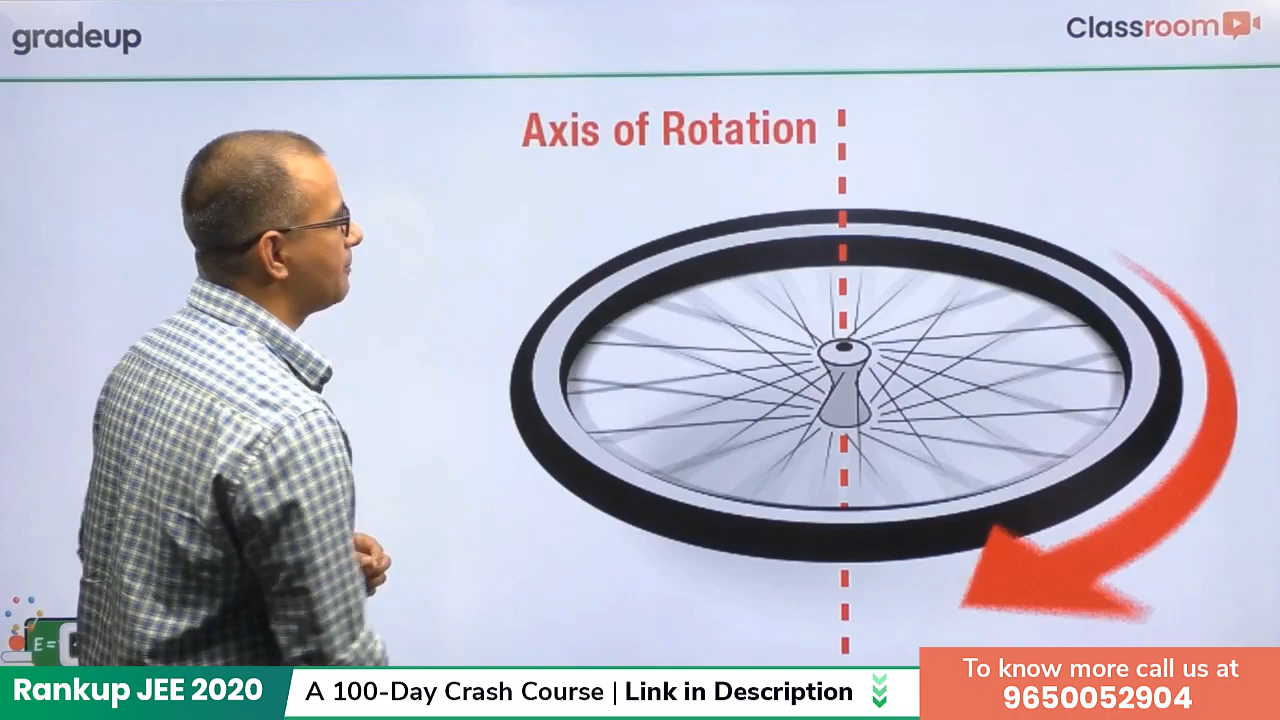 gradeup
Classroom
Axis of Rotation
E=
Rankup JEE 2020
A 100-Day Crash Course | Link in Description
To know more call us at
9650052904